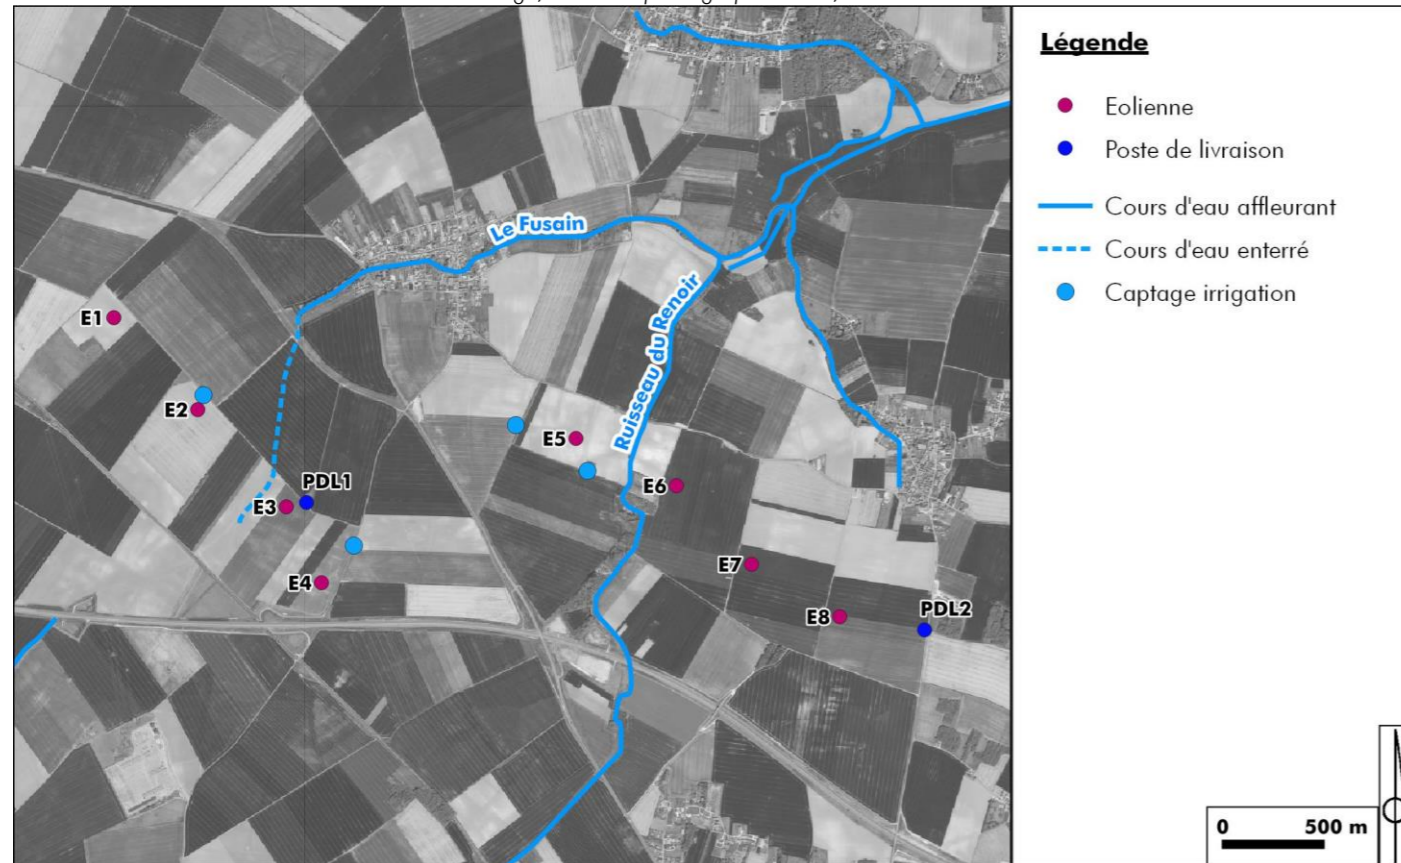 Légende
Eolienne
Poste de livraison
Cours d'eau affleurant
Cours d'eau enterré
Captage irrigation
Le Fusain
Ruisseau du Renoir
E1
E2
PDL1
E3
E4
E5
E6
E7
E8
PDL2
0 500 m